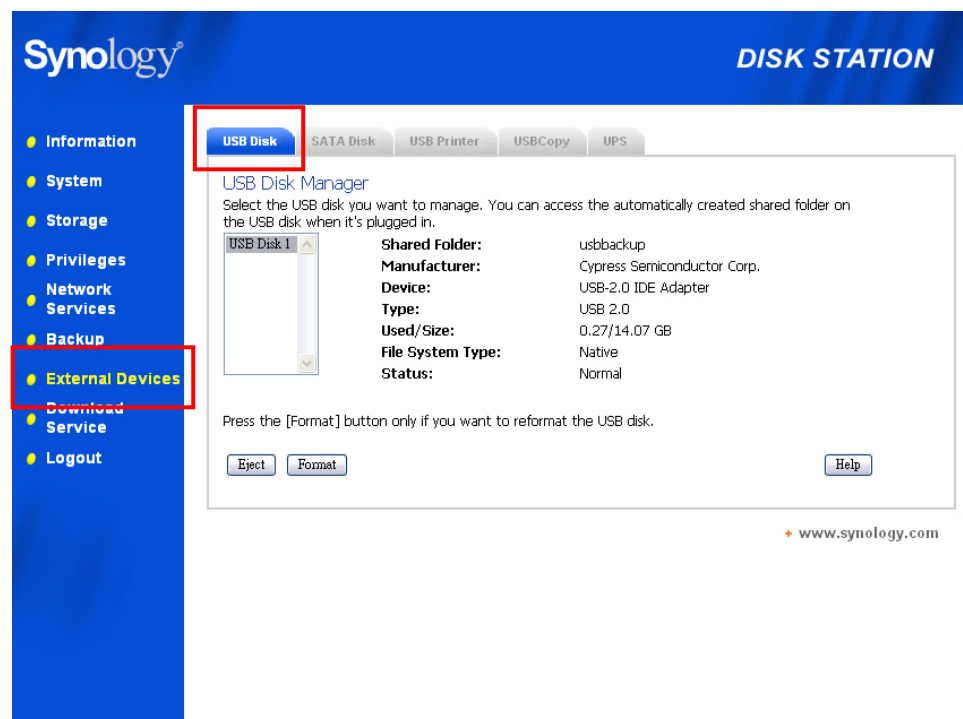 Synology®
DISK STATION
Information
System
Storage
Privileges
Network
Services
Backup
External Devices
Download
Service
Logout
USB Disk SATA Disk USB Printer USBCopy UPS
USB Disk Manager
Select the USB disk you want to manage. You can access the automatically created shared folder on
the USB disk when it's plugged in.
USB Disk 1
Shared Folder: usbbackup
Manufacturer: Cypress Semiconductor Corp.
Device: USB-2.0 IDE Adapter
Type: USB 2.0
Used/Size: 0.27/14.07 GB
File System Type: Native
Status: Normal
Press the [Format] button only if you want to reformat the USB disk.
Eject Format Help
www.synology.com